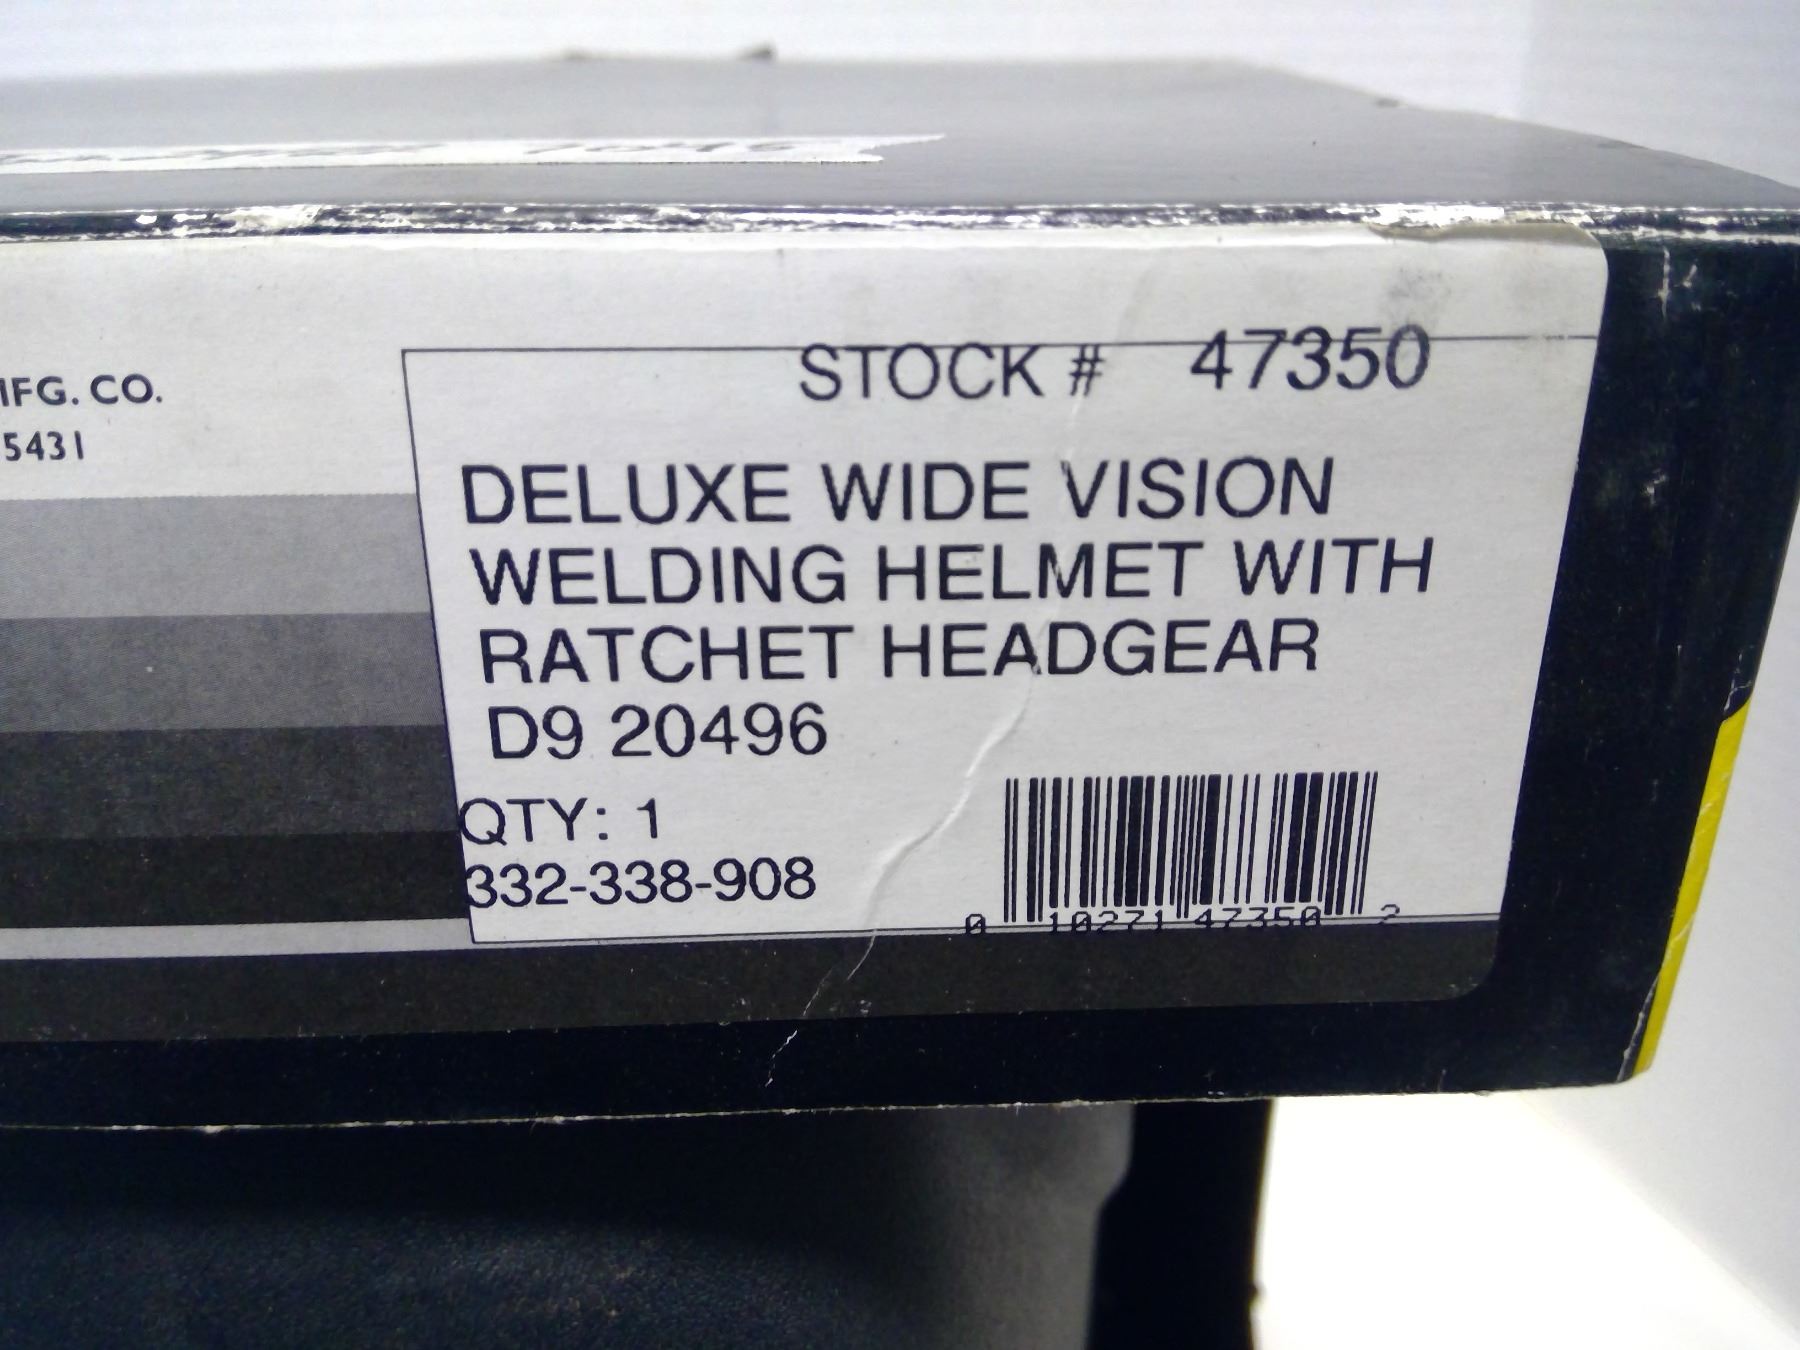 STOCK # 47350
MFG. CO.
5431
DELUXE WIDE VISION
WELDING HELMET WITH
RATCHET HEADGEAR
D9 20496
QTY: 1
332-338-908
0 10271 47350 2